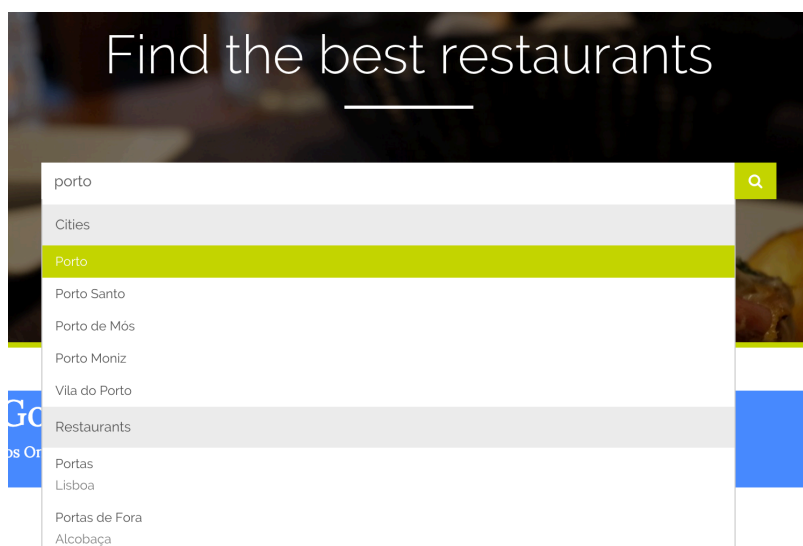 Find the best restaurants
porto
Cities
Porto
Porto Santo
Porto de Mós
Porto Moniz
Vila do Porto
Restaurants
Portas
Lisboa
Portas de Fora
Alcobaça